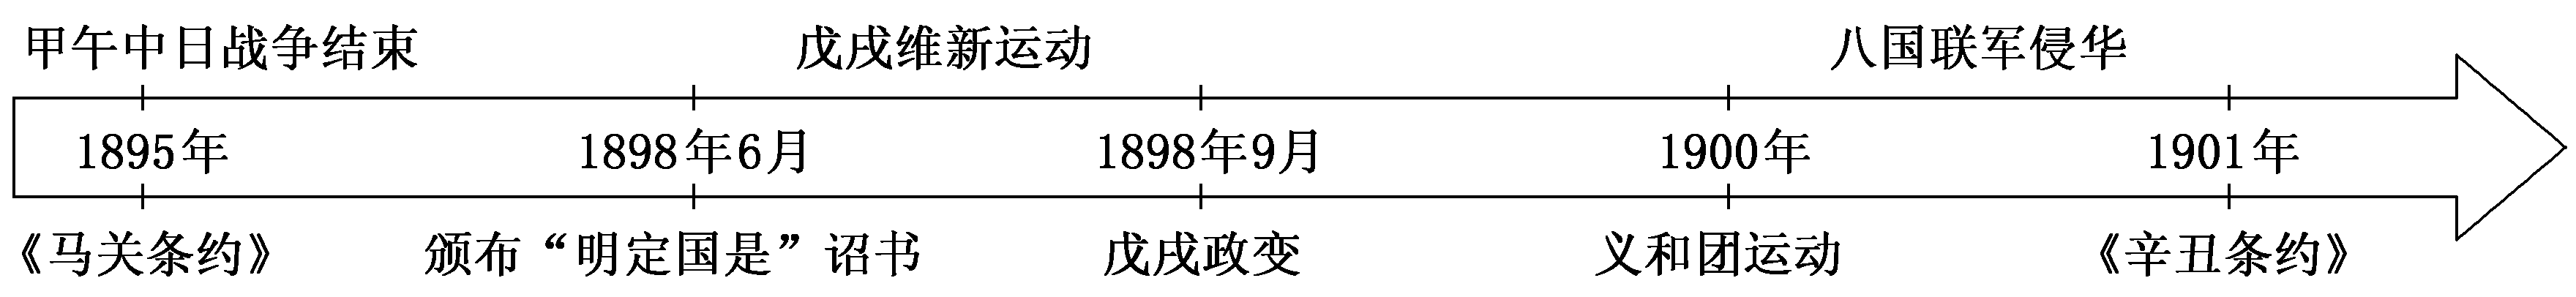 甲午中日战争结束 戊戌维新运动 八国联军侵华
1895年 1898年6月 1898年9月 1900年 1901年
《马关条约》 颁布“明定国是”诏书 戊戌政变 义和团运动 《辛丑条约》